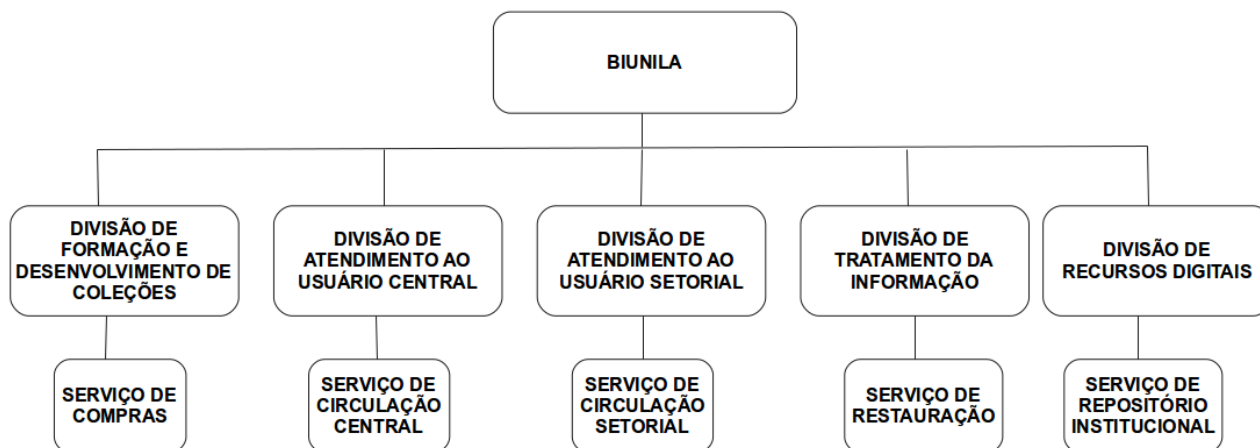 BIUNILA
DIVISÃO DE
FORMAÇÃO E
DESENVOLVIMENTO DE
COLEÇÕES
DIVISÃO DE
ATENDIMENTO AO
USUÁRIO CENTRAL
DIVISÃO DE
ATENDIMENTO AO
USUÁRIO SETORIAL
DIVISÃO DE
TRATAMENTO DA
INFORMAÇÃO
DIVISÃO DE
RECURSOS DIGITAIS
SERVIÇO DE
COMPRAS
SERVIÇO DE
CIRCULAÇÃO
CENTRAL
SERVIÇO DE
CIRCULAÇÃO
SETORIAL
SERVIÇO DE
RESTAURAÇÃO
SERVIÇO DE
REPOSITÓRIO
INSTITUCIONAL